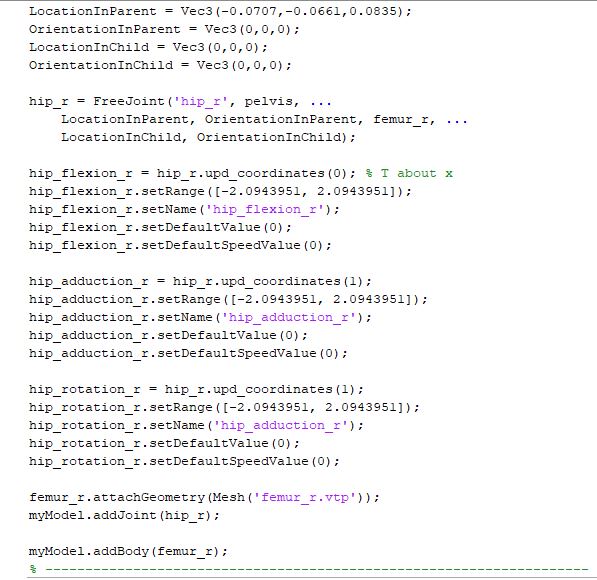 LocationInParent = Vec3(-0.0707,-0.0661,0.0835);
OrientationInParent = Vec3(0,0,0);
LocationInChild = Vec3(0,0,0);
OrientationInChild = Vec3(0,0,0);
hip_r = FreeJoint('hip_r', pelvis, ...
LocationInParent, OrientationInParent, femur_r, ...
LocationInChild, OrientationInChild);
hip_flexion_r = hip_r.upd_coordinates(0); % T about x
hip_flexion_r.setRange([-2.0943951, 2.0943951]);
hip_flexion_r.setName('hip_flexion_r');
hip_flexion_r.setDefaultValue(0);
hip_flexion_r.setDefaultSpeedValue(0);
hip_adduction_r = hip_r.upd_coordinates(1);
hip_adduction_r.setRange([-2.0943951, 2.0943951]);
hip_adduction_r.setName('hip_adduction_r');
hip_adduction_r.setDefaultValue(0);
hip_adduction_r.setDefaultSpeedValue(0);
hip_rotation_r = hip_r.upd_coordinates(1);
hip_rotation_r.setRange([-2.0943951, 2.0943951]);
hip_rotation_r.setName('hip_adduction_r');
hip_rotation_r.setDefaultValue(0);
hip_rotation_r.setDefaultSpeedValue(0);
femur_r.attachGeometry(Mesh('femur_r.vtp'));
myModel.addJoint(hip_r);
myModel.addBody(femur_r);
% --------------------------------------------------------------------